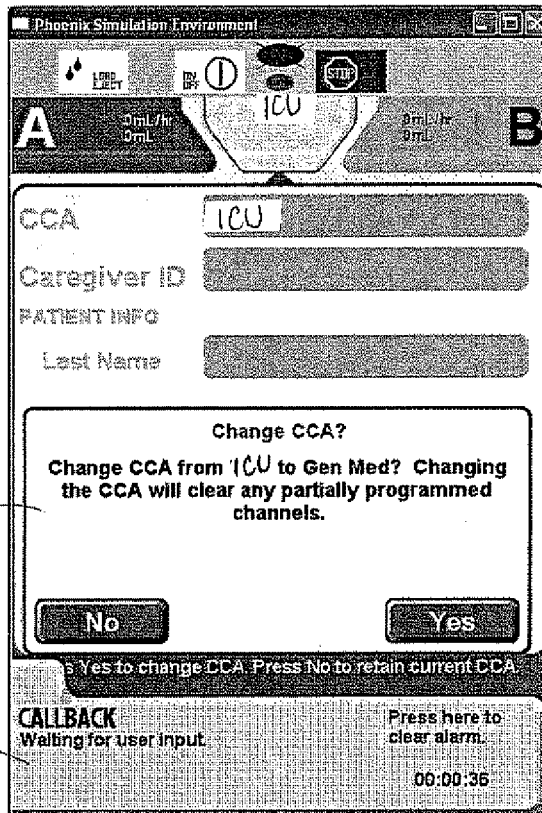 Phoenix Simulation Environment
LOAD
EJECT
ON
OFF
STOP
ICU
A
0mL/hr
0mL
0mL/hr
0mL
B
CCA
ICU
Caregiver ID
PATIENT INFO
Last Name
Change CCA?
Change CCA from ICU to Gen Med? Changing
the CCA will clear any partially programmed
channels.
No
Yes
s Yes to change CCA. Press No to retain current CCA.
CALLBACK
Waiting for user input.
Press here to
clear alarm.
00:00:36